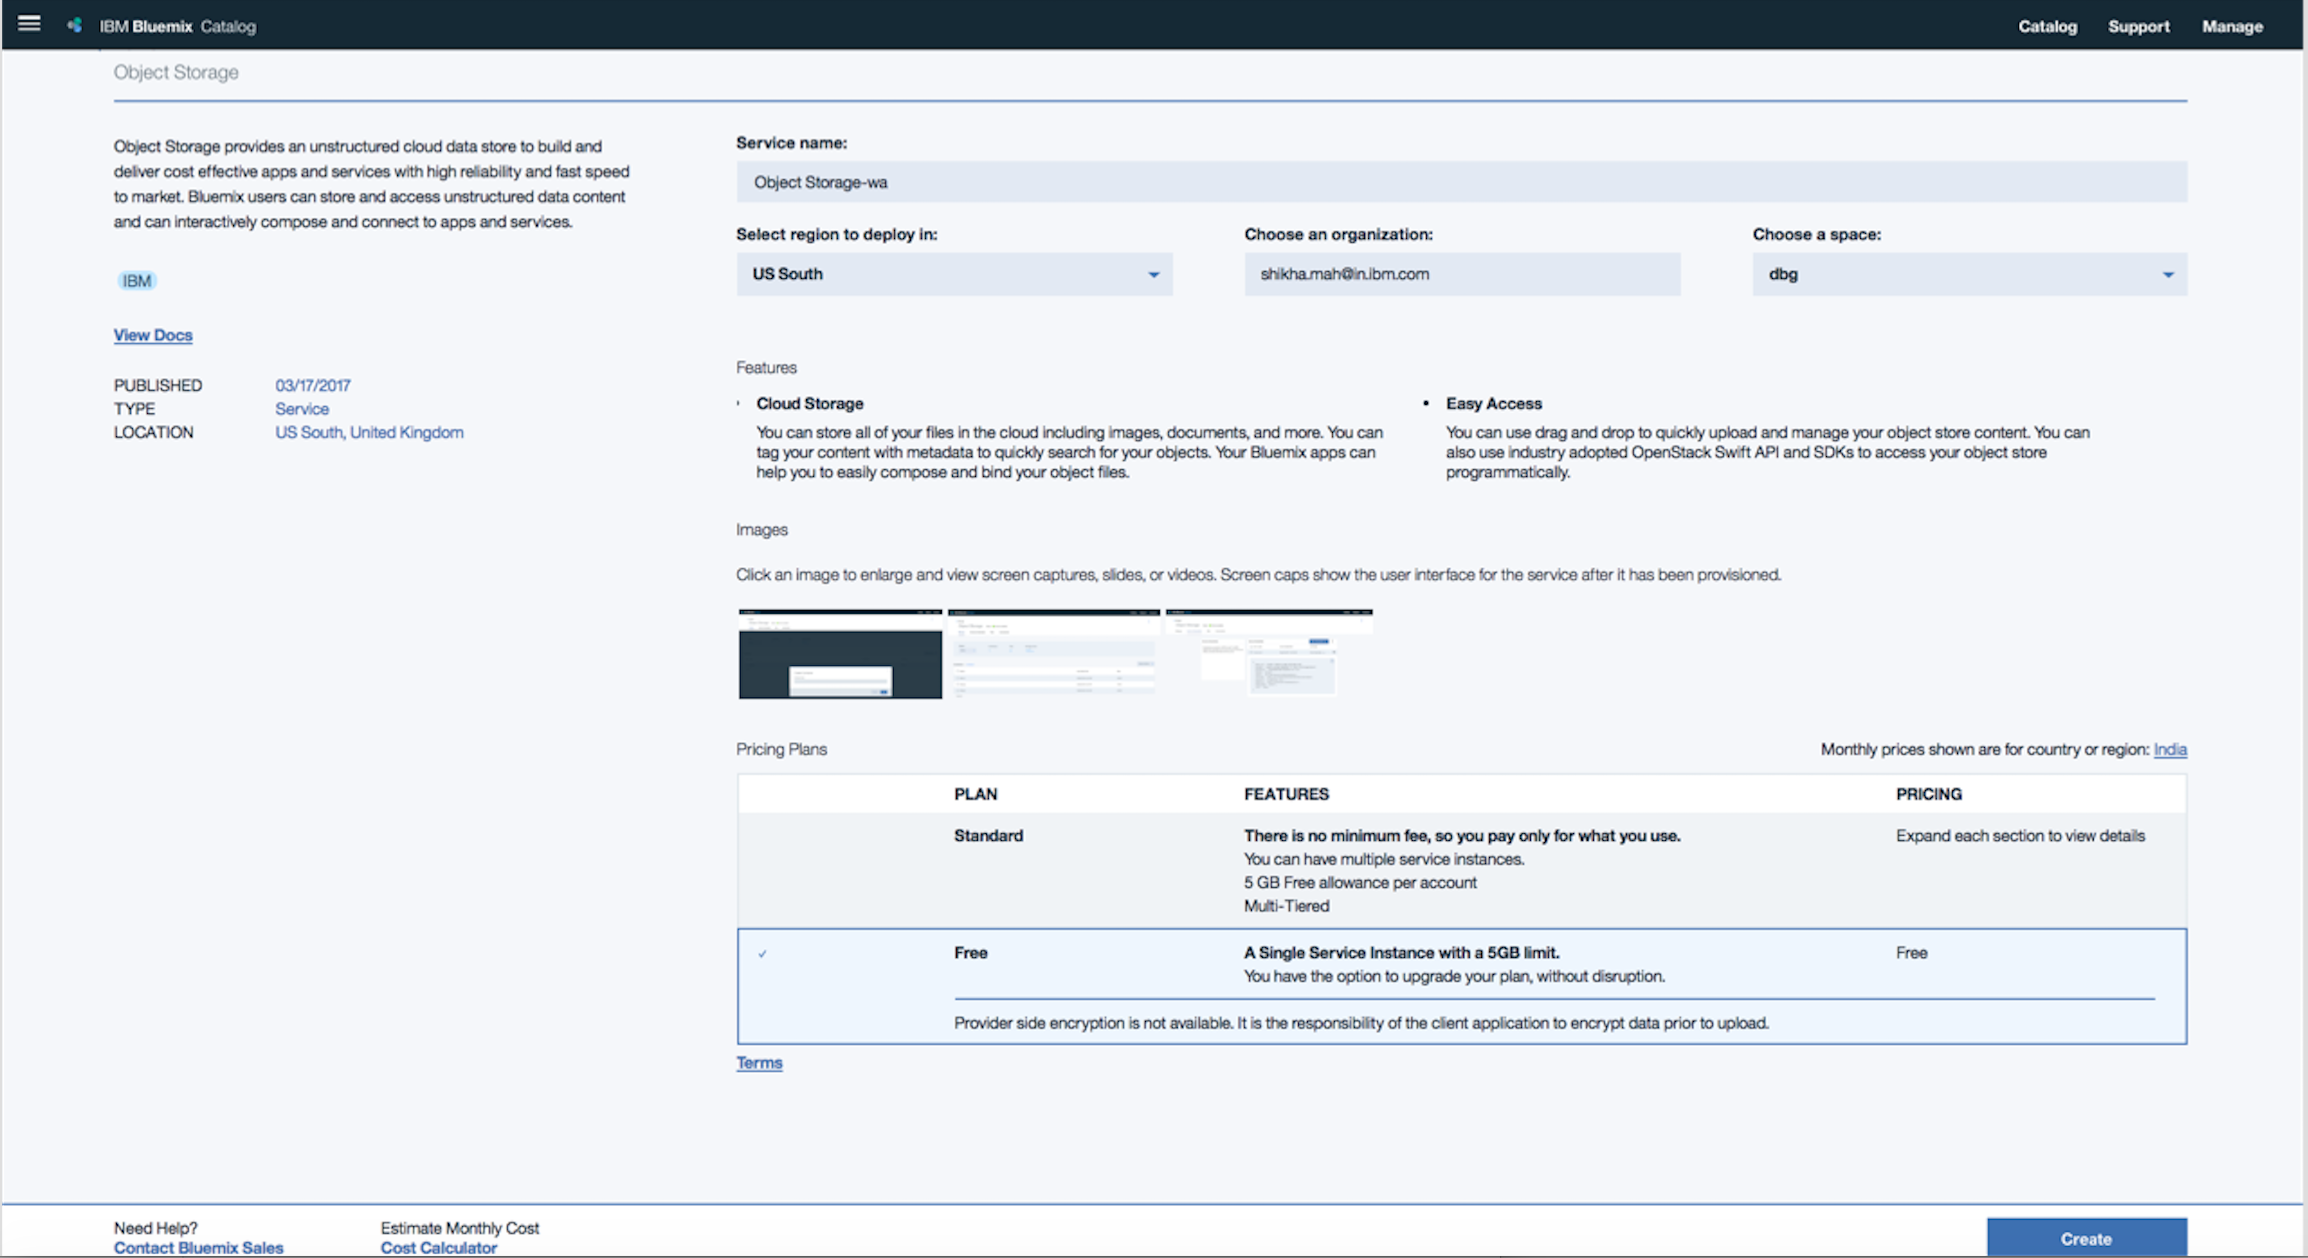 IBM Bluemix Catalog
Catalog Support Manage
Object Storage
Object Storage provides an unstructured cloud data store to build and
deliver cost effective apps and services with high reliability and fast speed
to market. Bluemix users can store and access unstructured data content
and can interactively compose and connect to apps and services.
IBM
View Docs
PUBLISHED 03/17/2017
TYPE Service
LOCATION US South, United Kingdom
Service name:
Object Storage-wa
Select region to deploy in:
US South
Choose an organization:
shikha.mah@in.ibm.com
Choose a space:
dbg
Features
Cloud Storage
You can store all of your files in the cloud including images, documents, and more. You can
tag your content with metadata to quickly search for your objects. Your Bluemix apps can
help you to easily compose and bind your object files.
• Easy Access
You can use drag and drop to quickly upload and manage your object store content. You can
also use industry adopted OpenStack Swift API and SDKs to access your object store
programmatically.
Images
Click an image to enlarge and view screen captures, slides, or videos. Screen caps show the user interface for the service after it has been provisioned.
Pricing Plans
Monthly prices shown are for country or region: India
PLAN FEATURES PRICING
Standard There is no minimum fee, so you pay only for what you use. Expand each section to view details
You can have multiple service instances.
5 GB Free allowance per account
Multi-Tiered
✓ Free A Single Service Instance with a 5GB limit. Free
You have the option to upgrade your plan, without disruption.
Provider side encryption is not available. It is the responsibility of the client application to encrypt data prior to upload.
Terms
Need Help?
Contact Bluemix Sales
Estimate Monthly Cost
Cost Calculator
Create